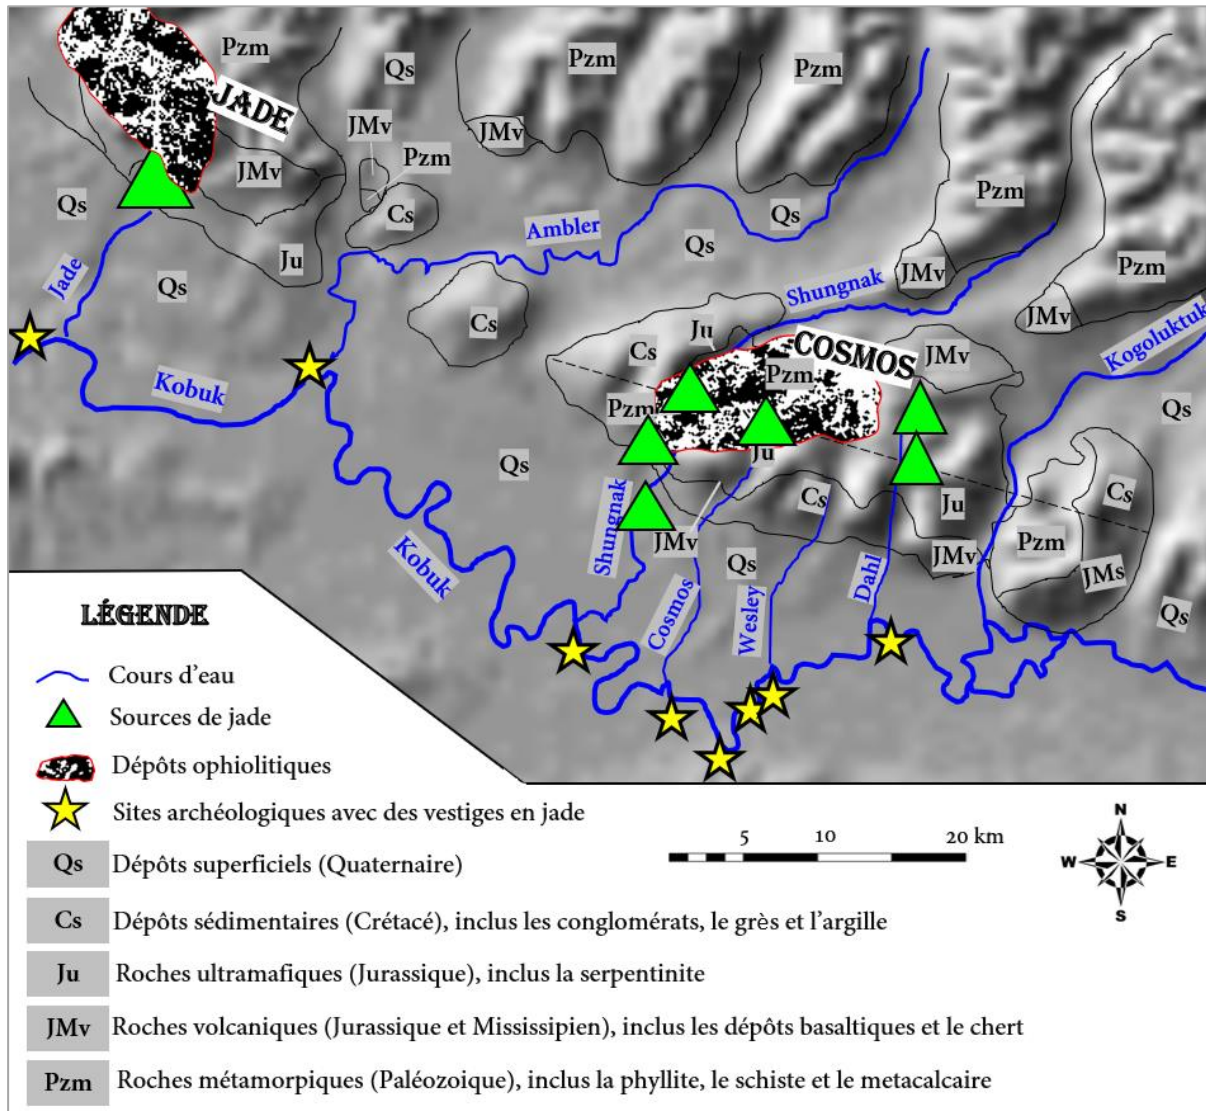 Pzm
Qs
Pzm
Pzm
JADE
JMv
Pzm
JMv
JMv
Pzm
Qs
Cs
Ambler
Qs
Qs
Pzm
Ju
JMv
Pzm
Jade
Qs
Shungnak
JMv
Cs
Cs
Ju
COSMOS
JMv
Kogoluktuk
Kobuk
Pzm
Pzm
Qs
Qs
Ju
Shungnak
Cs
Ju
Cs
JMv
Pzm
Kobuk
Qs
JMv
JMs
Cosmos
Wesley
Dahl
Qs
LÉGENDE
Cours d'eau
Sources de jade
Dépôts ophiolitiques
Sites archéologiques avec des vestiges en jade
5 10 20 km
N
W E
S
Qs Dépôts superficiels (Quaternaire)
Cs Dépôts sédimentaires (Crétacé), inclus les conglomérats, le grès et l'argille
Ju Roches ultramafiques (Jurassique), inclus la serpentinite
JMv Roches volcaniques (Jurassique et Mississipien), inclus les dépôts basaltiques et le chert
Pzm Roches métamorpiques (Paléozoique), inclus la phyllite, le schiste et le metacalcaire